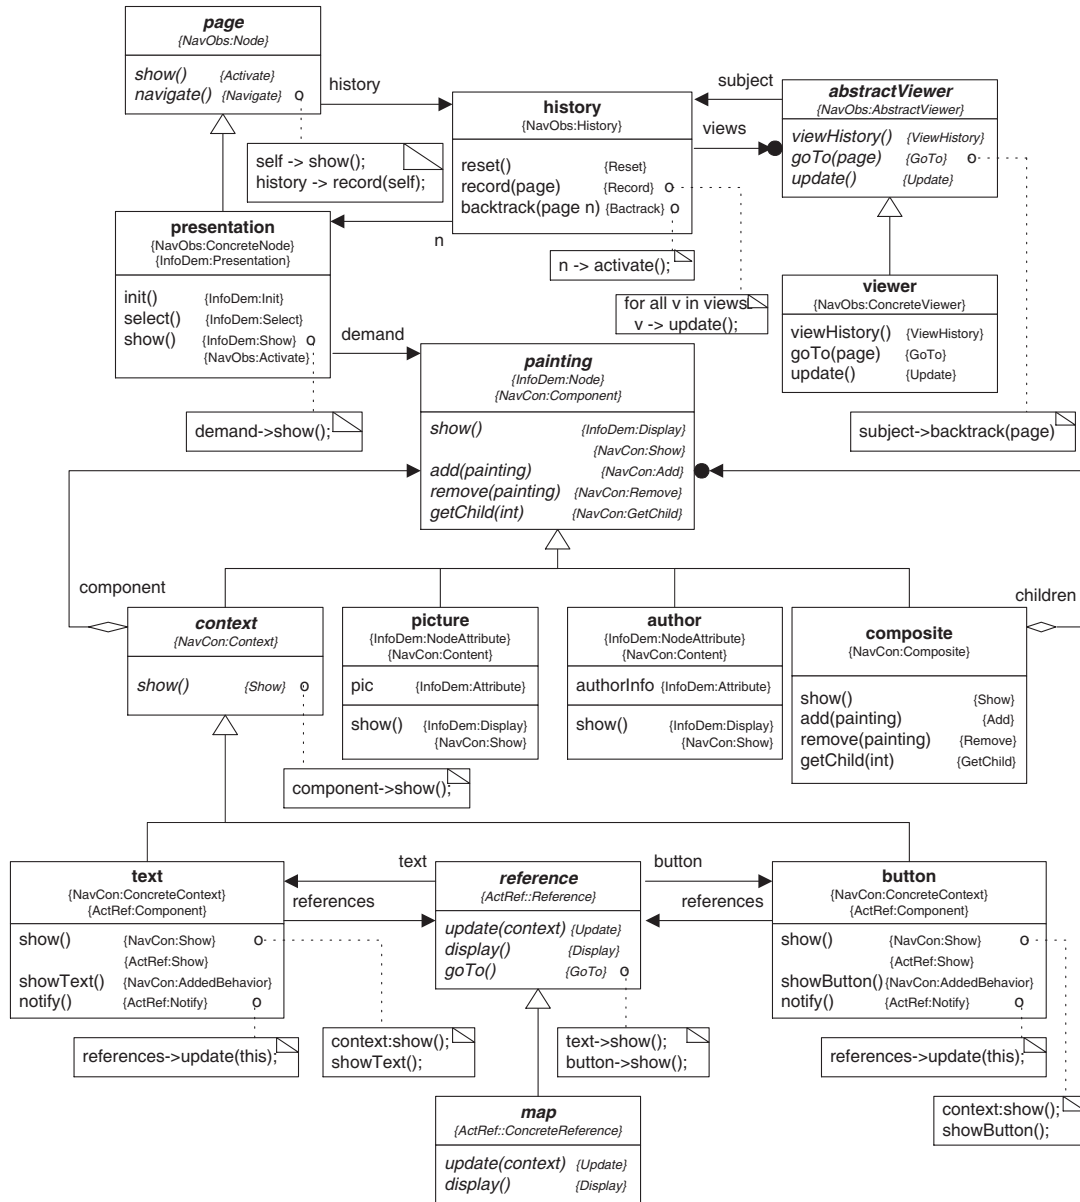 page
{NavObs:Node}
show() {Activate}
navigate() {Navigate} o
history
self -> show();
history -> record(self);
history
{NavObs:History}
reset() {Reset}
record(page) {Record} o
backtrack(page n) {Bactrack} o
subject
views
abstractViewer
{NavObs:AbstractViewer}
viewHistory() {ViewHistory}
goTo(page) {GoTo} o
update() {Update}
presentation
{NavObs:ConcreteNode}
{InfoDem:Presentation}
init() {InfoDem:Init}
select() {InfoDem:Select}
show() {InfoDem:Show} o
{NavObs:Activate}
n
n -> activate();
for all v in views
v -> update();
viewer
{NavObs:ConcreteViewer}
viewHistory() {ViewHistory}
goTo(page) {GoTo}
update() {Update}
demand
demand->show();
painting
{InfoDem:Node}
{NavCon:Component}
show() {InfoDem:Display}
{NavCon:Show}
add(painting) {NavCon:Add}
remove(painting) {NavCon:Remove}
getChild(int) {NavCon:GetChild}
subject->backtrack(page)
component
children
context
{NavCon:Context}
show() {Show} o
picture
{InfoDem:NodeAttribute}
{NavCon:Content}
pic {InfoDem:Attribute}
show() {InfoDem:Display}
{NavCon:Show}
author
{InfoDem:NodeAttribute}
{NavCon:Content}
authorInfo {InfoDem:Attribute}
show() {InfoDem:Display}
{NavCon:Show}
composite
{NavCon:Composite}
show() {Show}
add(painting) {Add}
remove(painting) {Remove}
getChild(int) {GetChild}
component->show();
text
{NavCon:ConcreteContext}
{ActRef:Component}
show() {NavCon:Show} o
{ActRef:Show}
showText() {NavCon:AddedBehavior}
notify() {ActRef:Notify} o
text
references
reference
{ActRef::Reference}
update(context) {Update}
display() {Display}
goTo() {GoTo} o
button
references
button
{NavCon:ConcreteContext}
{ActRef:Component}
show() {NavCon:Show} o
{ActRef:Show}
showButton() {NavCon:AddedBehavior}
notify() {ActRef:Notify} o
references->update(this);
context:show();
showText();
text->show();
button->show();
references->update(this);
context:show();
showButton();
map
{ActRef::ConcreteReference}
update(context) {Update}
display() {Display}